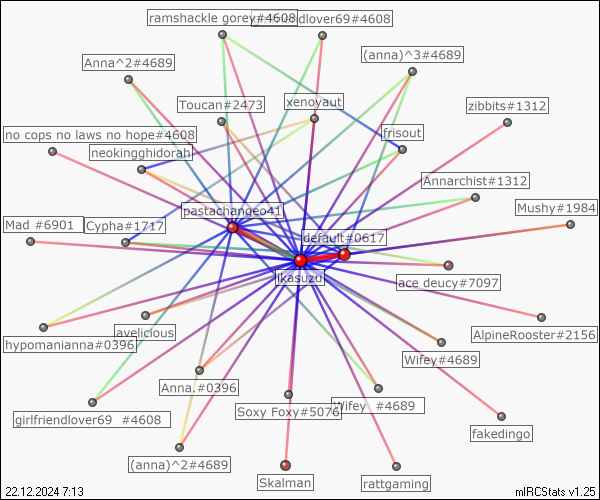 ramshackle gorey#4608
dlover69#4608
Anna^2#4689
(anna)^3#4689
Toucan#2473
xenoyaut
zibbits#1312
no cops no laws no hope#4608
frisout
neokingghidorah
Annarchist#1312
pastachangeo41
Mushy#1984
Mad #6901
Cypha#1717
default#0617
ikasuzu
ace deucy#7097
avelicious
AlpineRooster#2156
hypomanianna#0396
Wifey#4689
Anna.#0396
girlfriendlover69 #4608
Soxy Foxy#5076
Wifey #4689
fakedingo
(anna)^2#4689
Skalman
rattgaming
22.12.2024 7:13
mIRCStats v1.25